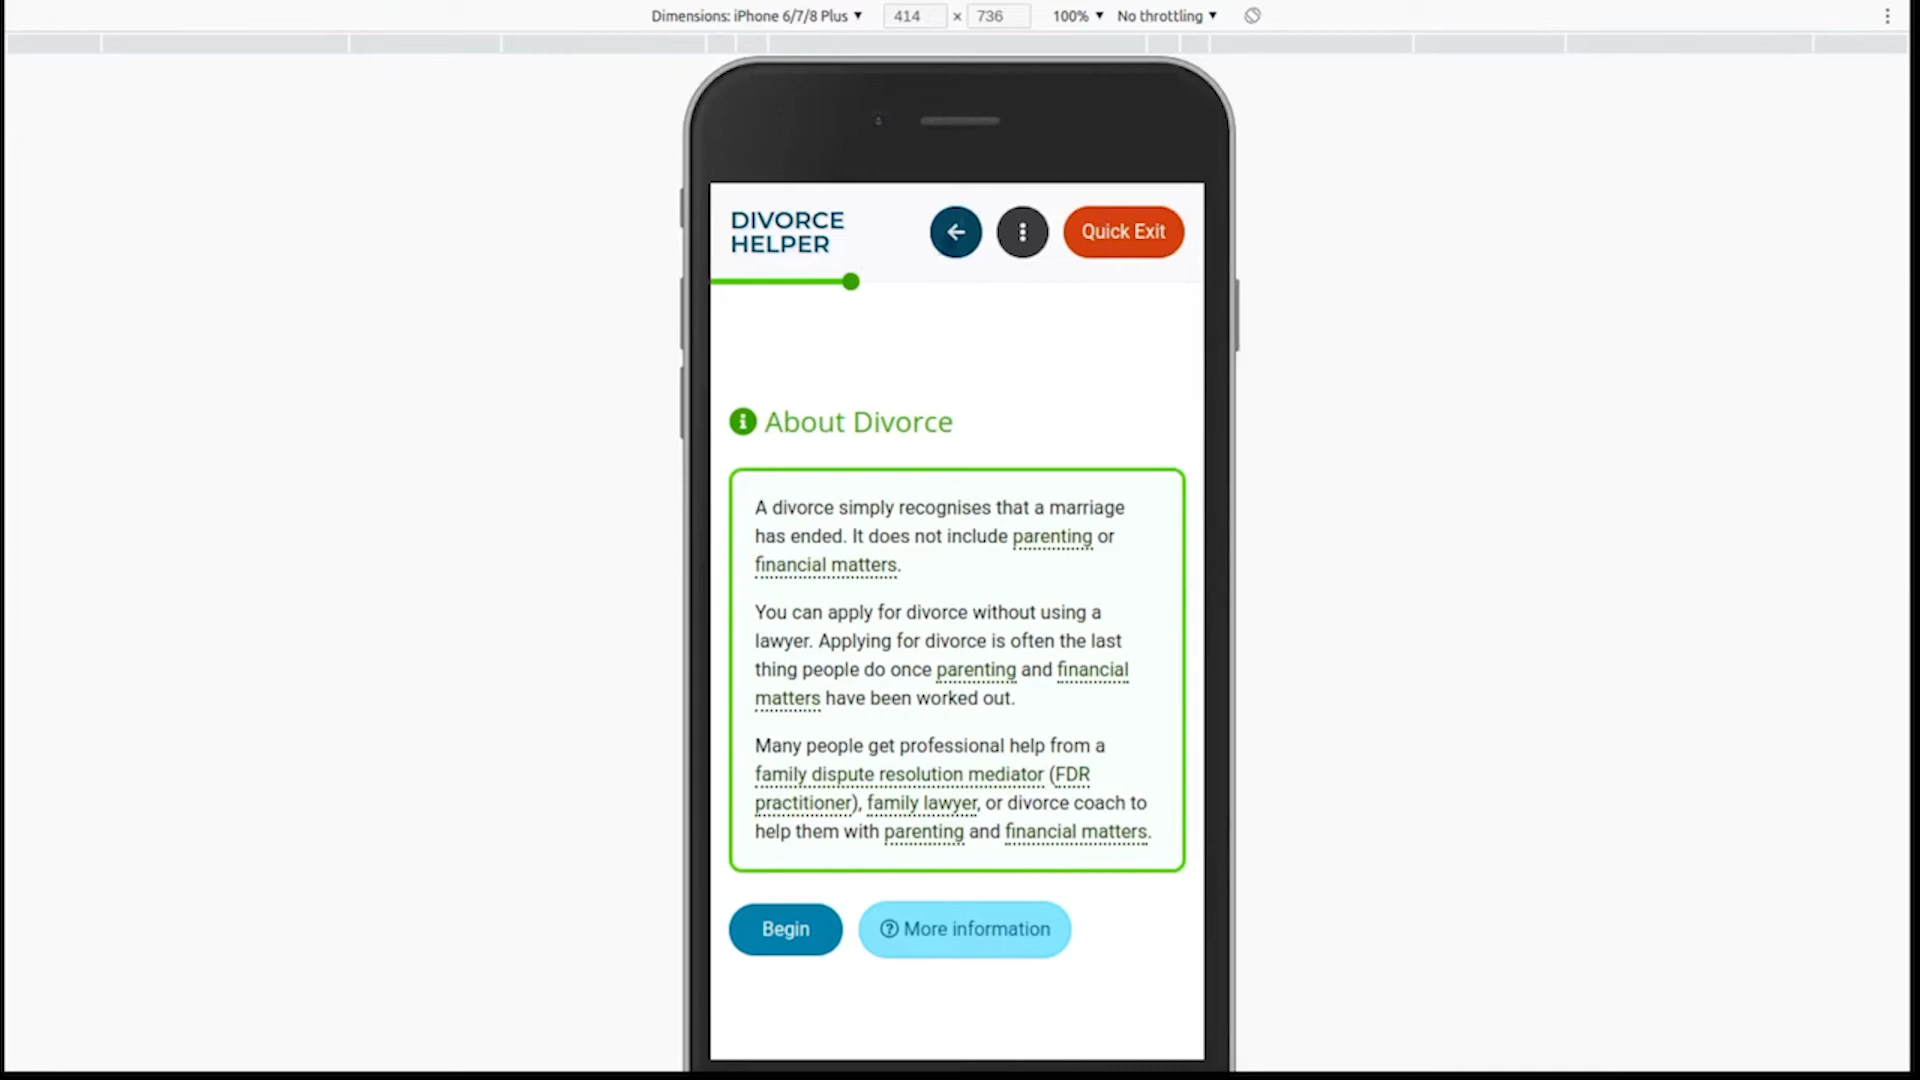 Dimensions: iPhone 6/7/8 Plus ▼ 414 × 736 100% ▼ No throttling ▼
DIVORCE
HELPER
Quick Exit
About Divorce
A divorce simply recognises that a marriage
has ended. It does not include parenting or
financial matters.
You can apply for divorce without using a
lawyer. Applying for divorce is often the last
thing people do once parenting and financial
matters have been worked out.
Many people get professional help from a
family dispute resolution mediator (FDR
practitioner), family lawyer, or divorce coach to
help them with parenting and financial matters.
Begin
More information